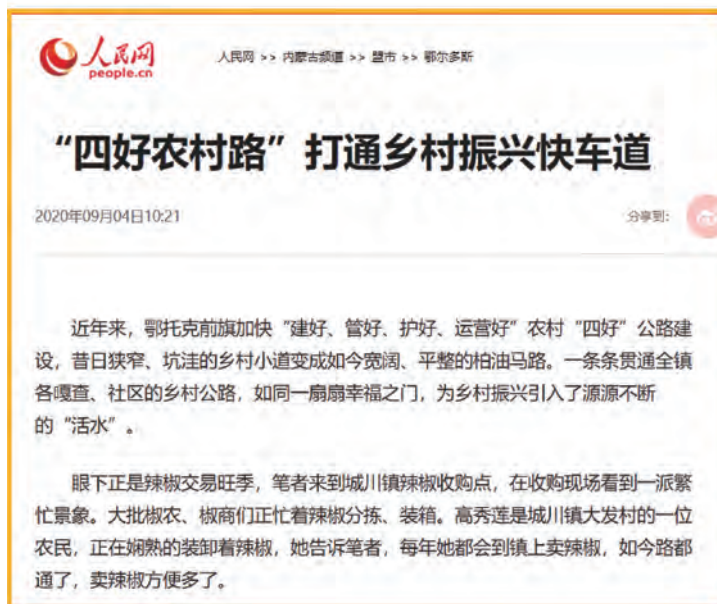 人民网
people.cn
人民网 >> 内蒙古频道 >> 盟市 >> 鄂尔多斯
“四好农村路”打通乡村振兴快车道
2020年09月04日10:21
分享到:
近年来，鄂托克前旗加快“建好、管好、护好、运营好”农村“四好”公路建
设，昔日狭窄、坑洼的乡村小道变成如今宽阔、平整的柏油马路。一条条贯通全镇
各嘎查、社区的乡村公路，如同一扇扇幸福之门，为乡村振兴引入了源源不断
的“活水”。
眼下正是辣椒交易旺季，笔者来到城川镇辣椒收购点，在收购现场看到一派繁
忙景象。大批椒农、椒商们正忙着辣椒分拣、装箱。高秀莲是城川镇大发村的一位
农民，正在娴熟的装卸着辣椒，她告诉笔者，每年她都会到镇上卖辣椒，如今路都
通了，卖辣椒方便多了。